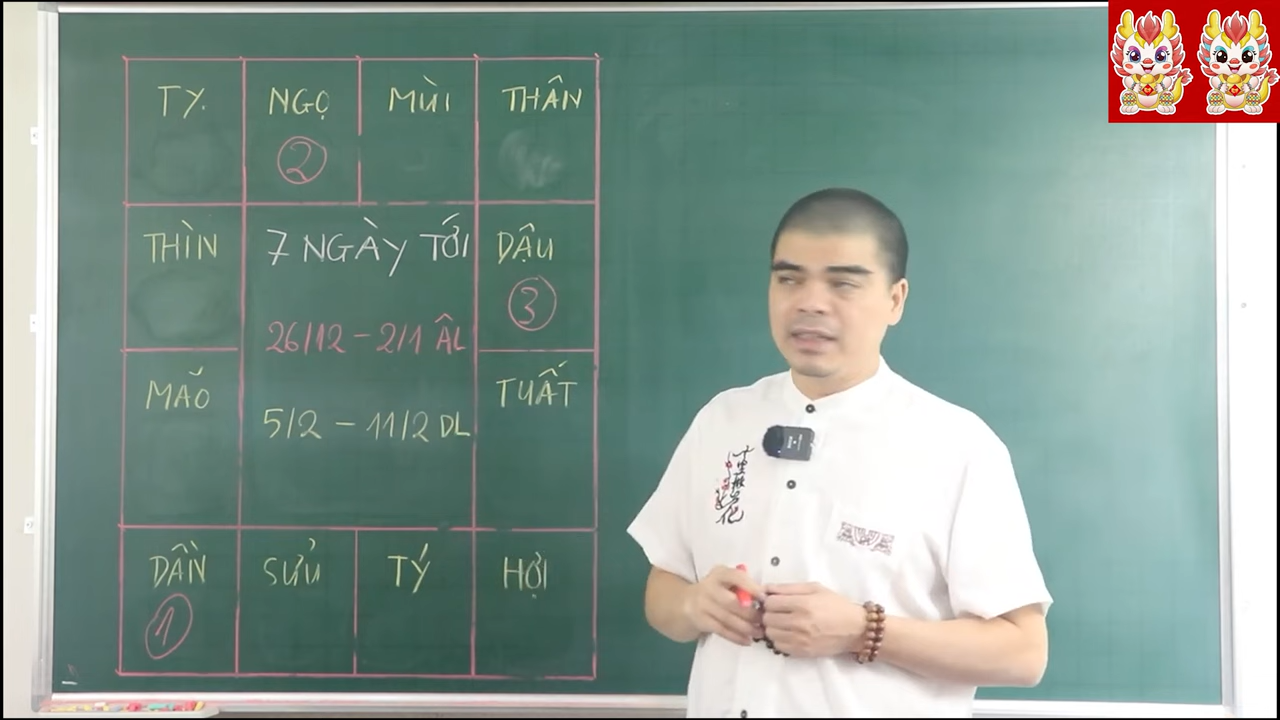 TỴ. NGỌ MÙI THÂN
2
THÌN 7 NGÀY TỚI DẬU
3
26/12 - 2/1 ÂL
MÃO TUẤT
5/2 - 11/2 DL
DẦN SỬU TÝ HỢI
1